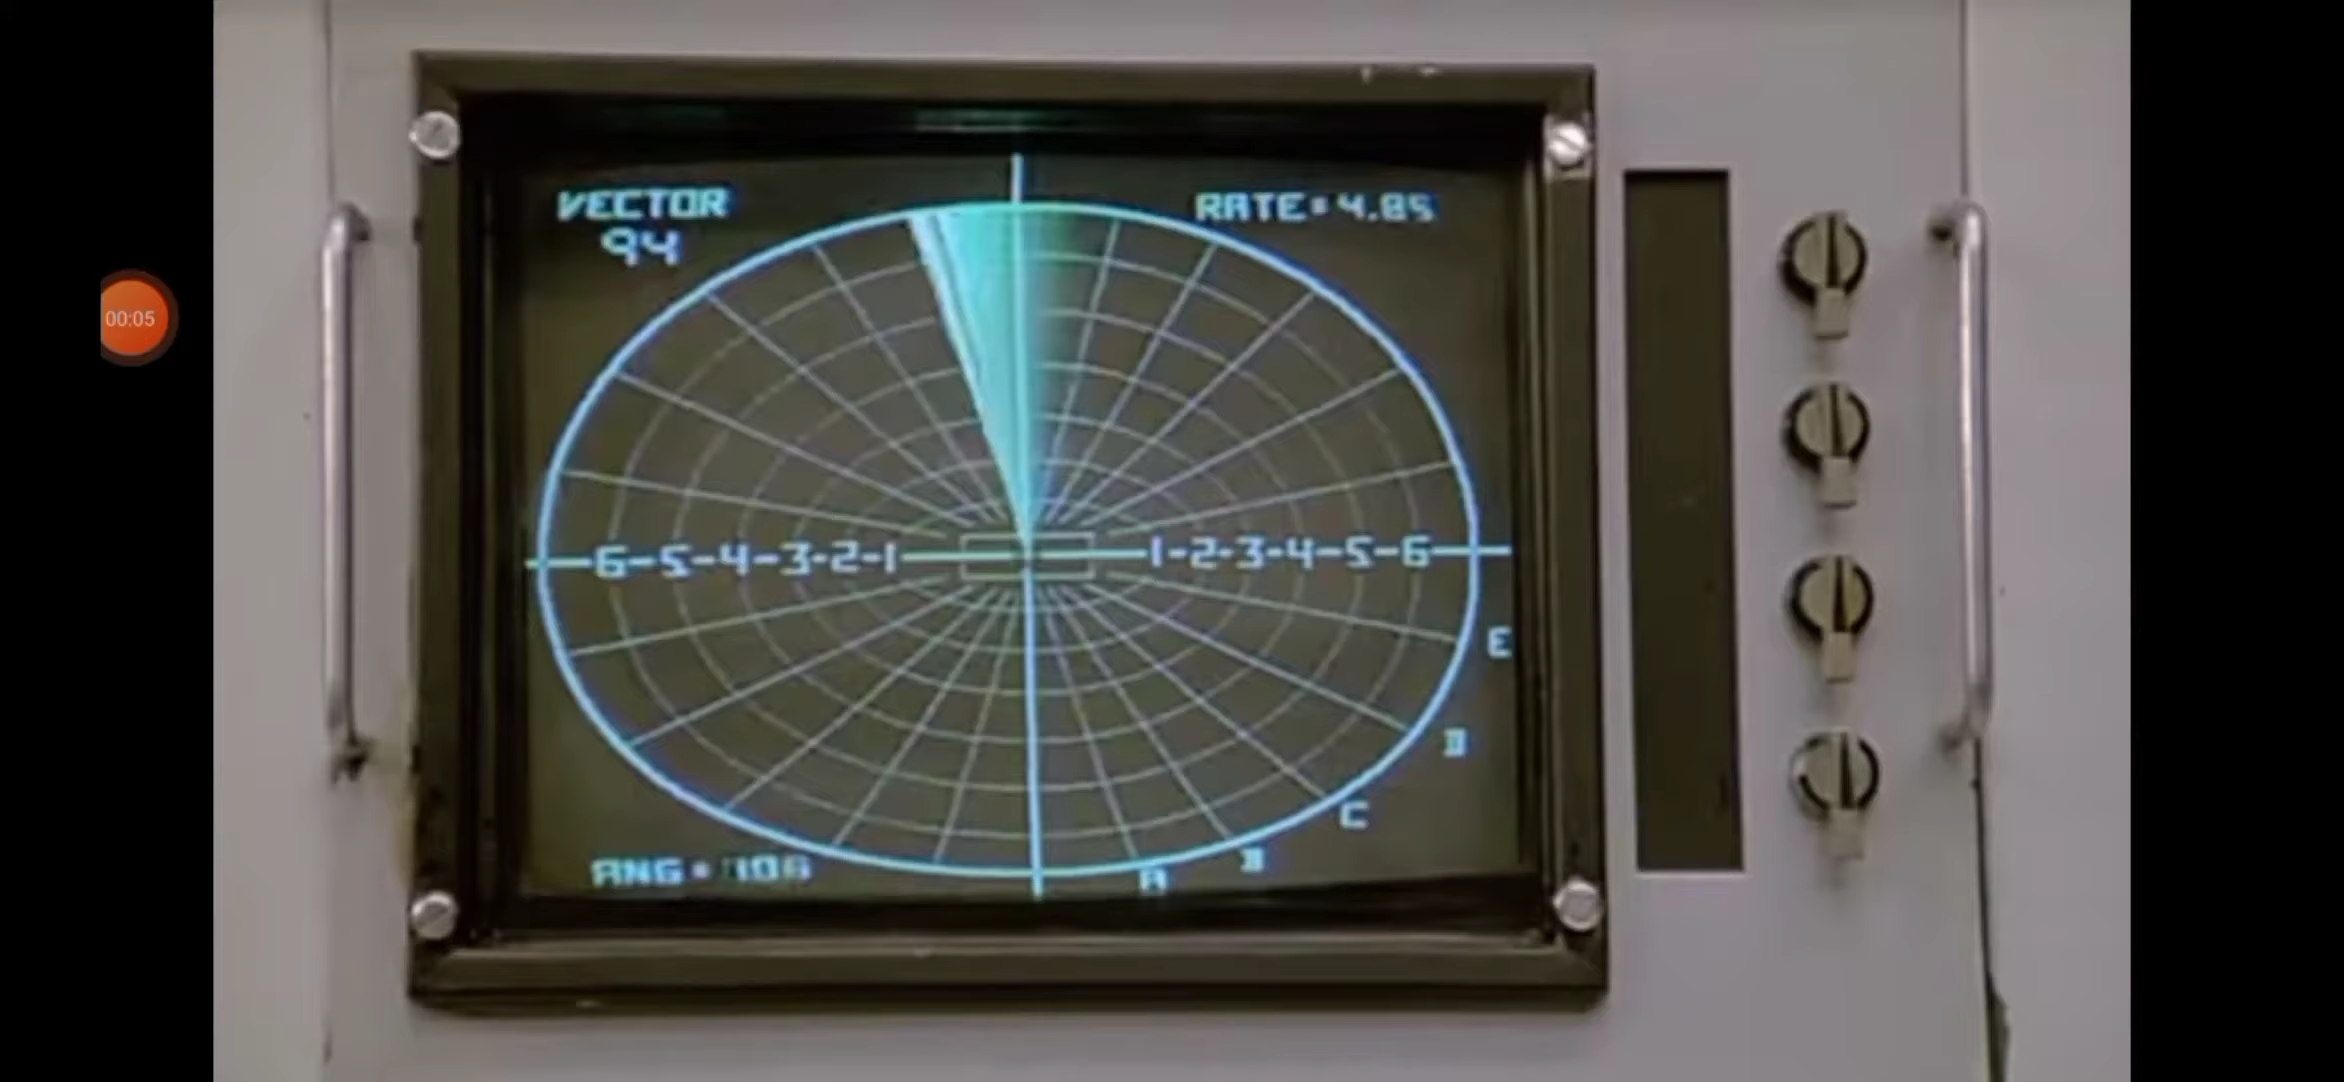 VECTOR
94
RATE=4.85
00:05
6-5-4-3-2-1
1-2-3-4-5-6
E
D
C
B
A
ANG = 106